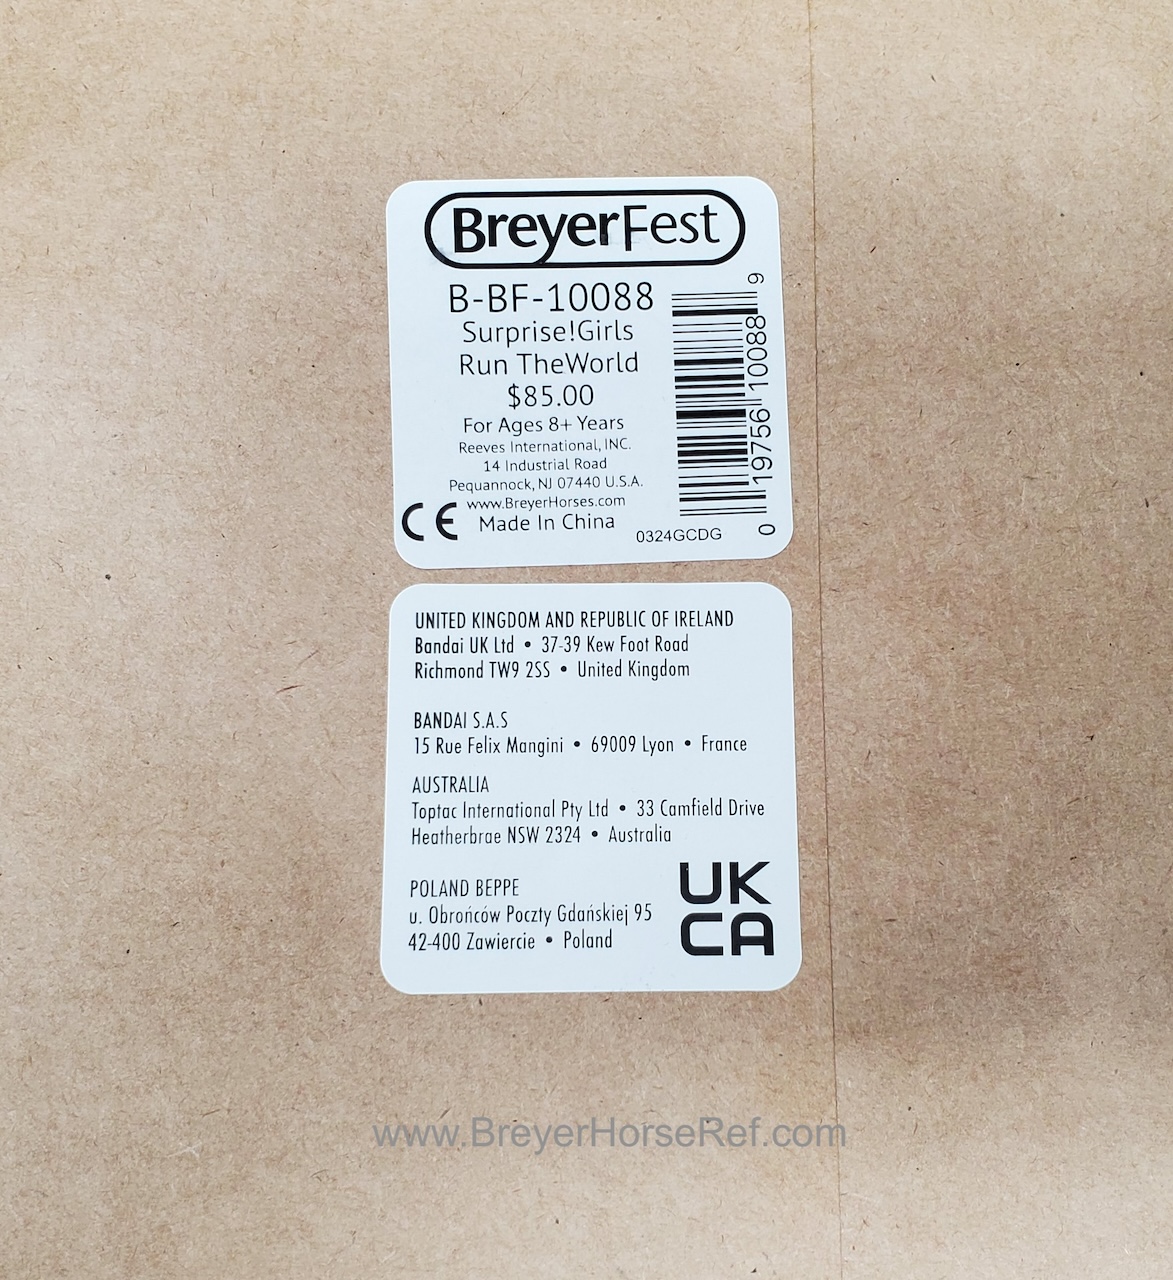 BreyerFest
B-BF-10088
Surprise!Girls
Run TheWorld
$85.00
For Ages 8+ Years
Reeves International, INC.
14 Industrial Road
Pequannock, NJ 07440 U.S.A.
www.BreyerHorses.com
CE Made In China
0324GCDG
0 19756 10088 9
UNITED KINGDOM AND REPUBLIC OF IRELAND
Bandai UK Ltd • 37-39 Kew Foot Road
Richmond TW9 2SS • United Kingdom
BANDAI S.A.S
15 Rue Felix Mangini • 69009 Lyon • France
AUSTRALIA
Toptac International Pty Ltd • 33 Camfield Drive
Heatherbrae NSW 2324 • Australia
POLAND BEPPE
u. Obrońców Poczty Gdańskiej 95
42-400 Zawiercie • Poland
UK
CA
www.BreyerHorseRef.com